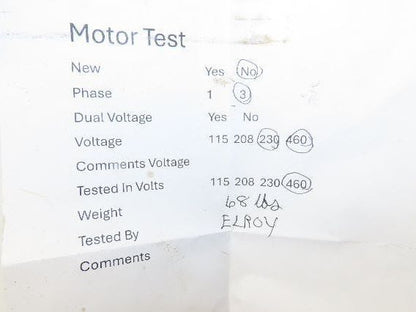 Motor Test
New Yes No
Phase 1 3
Dual Voltage Yes No
Voltage 115 208 230 460
Comments Voltage
Tested in Volts 115 208 230 460
Weight 68 lbs
Tested By ELROY
Comments